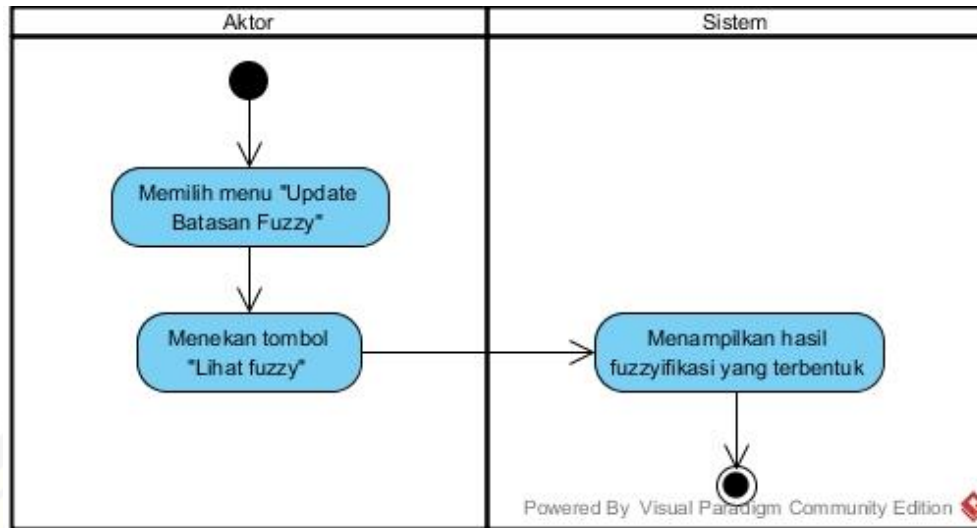 Aktor
Sistem
Memilih menu "Update
Batasan Fuzzy"
Menekan tombol
"Lihat fuzzy"
Menampilkan hasil
fuzzyifikasi yang terbentuk
Powered By Visual Paradigm Community Edition